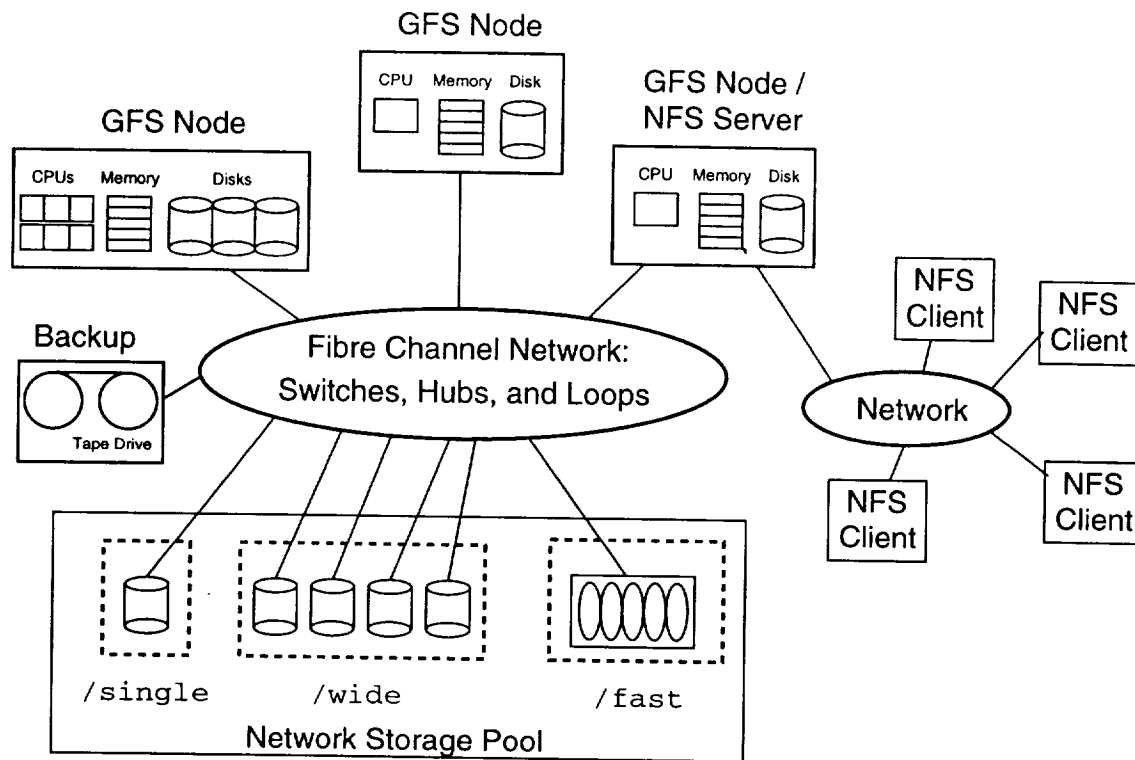 GFS Node
CPU Memory Disk
GFS Node /
NFS Server
CPU Memory Disk
GFS Node
CPUs Memory Disks
Backup
Tape Drive
Fibre Channel Network:
Switches, Hubs, and Loops
NFS
Client
NFS
Client
Network
NFS
Client
NFS
Client
/single
/wide
/fast
Network Storage Pool